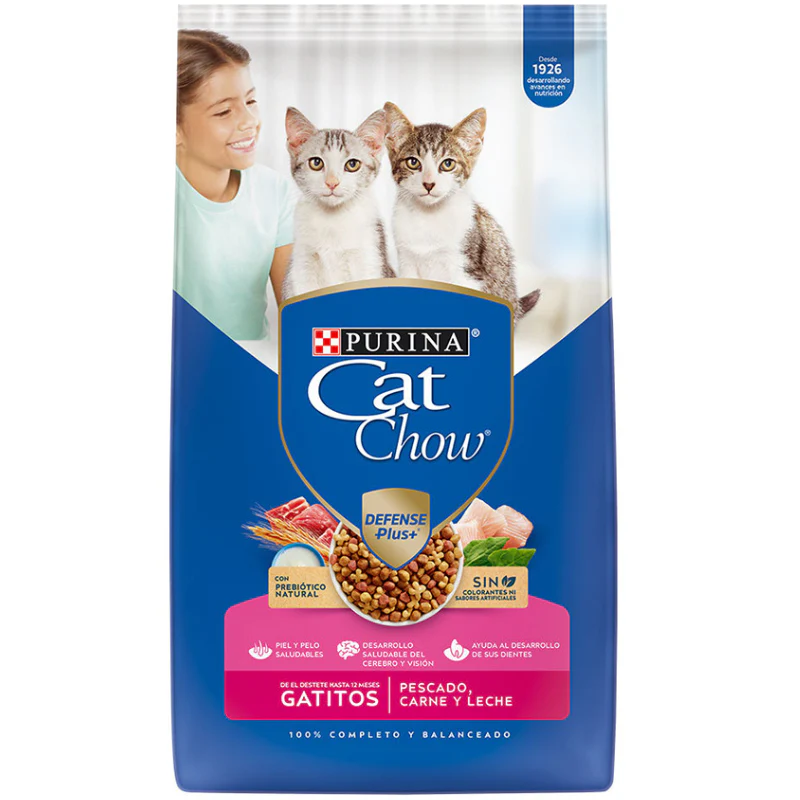 Desde
1926
desarrollando
avances en
nutrición
PURINA®
Cat
Chow®
DEFENSE
Plus+
CON
PREBIÓTICO
NATURAL
SIN
COLORANTES NI
SABORES ARTIFICIALES
PIEL Y PELO
SALUDABLES
DESARROLLO
SALUDABLE DEL
CEREBRO Y VISIÓN
AYUDA AL DESARROLLO
DE SUS DIENTES
DE EL DESTETE HASTA 12 MESES
GATITOS
PESCADO,
CARNE Y LECHE
100% COMPLETO Y BALANCEADO